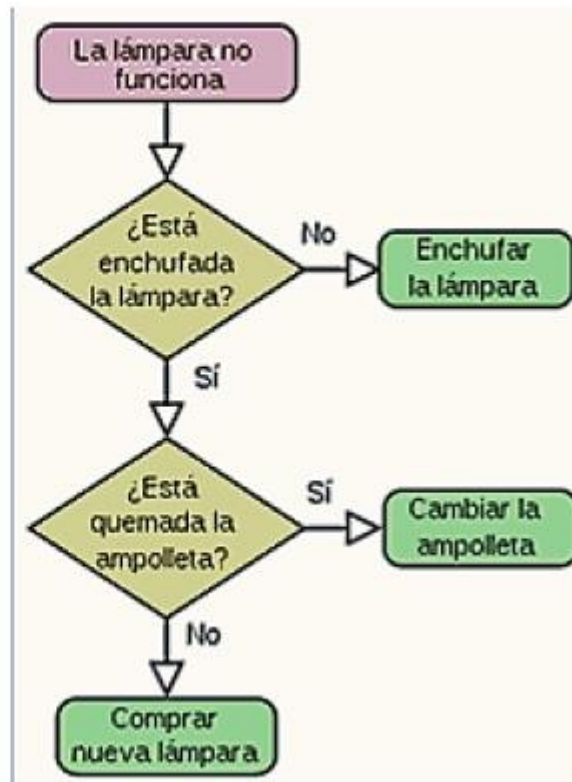 La lámpara no
funciona
¿Está
enchufada
la lámpara?
No
Enchufar
la lámpara
Sí
¿Está
quemada la
ampolleta?
Sí
Cambiar la
ampolleta
No
Comprar
nueva lámpara